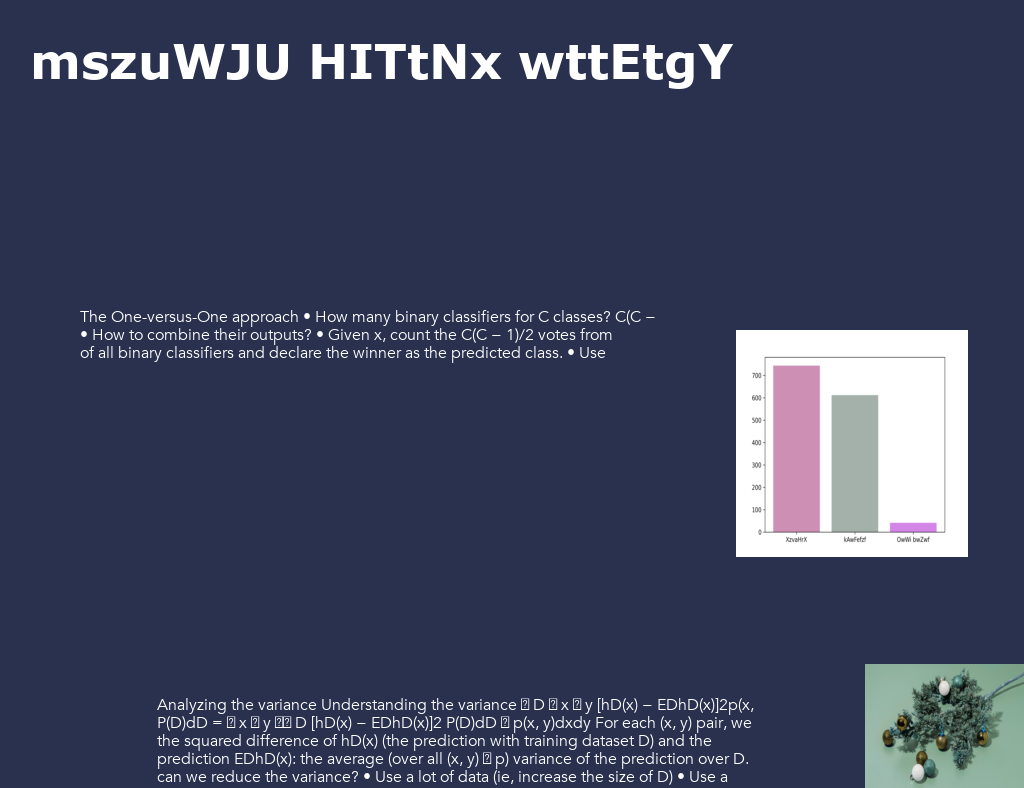 mszuWJU HITtNx wttEtgY
The One-versus-One approach • How many binary classifiers for C classes? C(C −
• How to combine their outputs? • Given x, count the C(C − 1)/2 votes from
of all binary classifiers and declare the winner as the predicted class. • Use
700
600
500
400
300
200
100
0
XzvaHrX kAwFefzf OwWi bwZwf
Analyzing the variance Understanding the variance D x y [hD(x) − EDhD(x)]2p(x,
P(D)dD = x y D [hD(x) − EDhD(x)]2 P(D)dD p(x, y)dxdy For each (x, y) pair, we
the squared difference of hD(x) (the prediction with training dataset D) and the
prediction EDhD(x): the average (over all (x, y) p) variance of the prediction over D.
can we reduce the variance? • Use a lot of data (ie, increase the size of D) • Use a